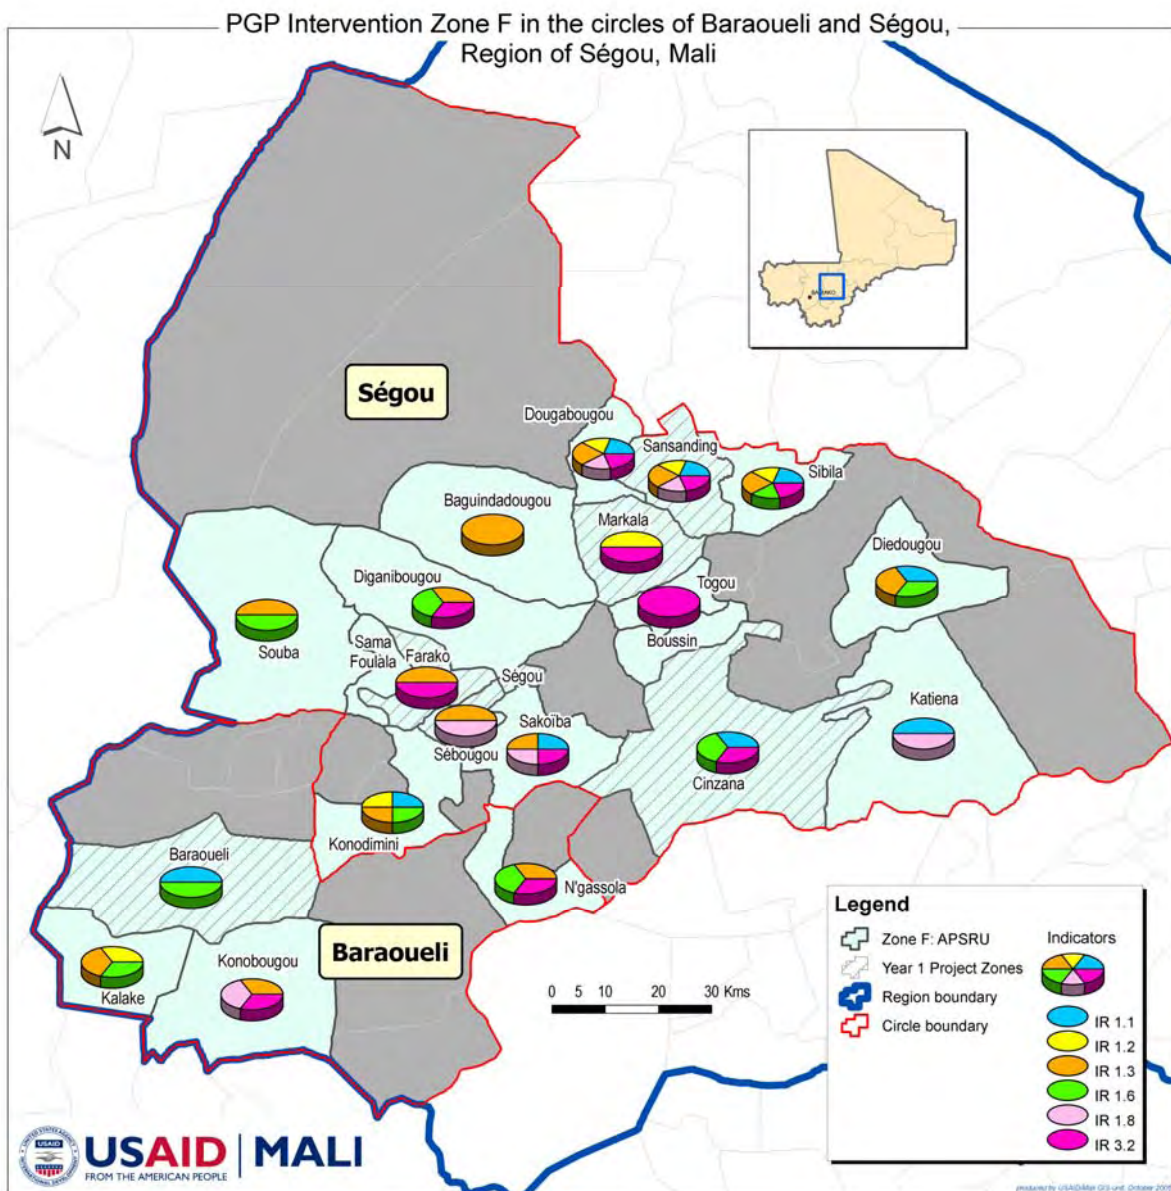 PGP Intervention Zone F in the circles of Baraoueli and Ségou,
Region of Ségou, Mali
N
BAMAKO
Ségou
Dougabougou
Sansanding
Sibila
Baguindadougou
Markala
Diedougou
Diganibougou
Togou
Souba
Sama
Foulàla
Farako
Boussin
Ségou
Katiena
Sébougou
Sakoïba
Cinzana
Konodimini
Baraoueli
N'gassola
Baraoueli
Konobougou
Kalake
0 5 10 20 30 Kms
Legend
Zone F: APSRU
Year 1 Project Zones
Region boundary
Circle boundary
Indicators
IR 1.1
IR 1.2
IR 1.3
IR 1.6
IR 1.8
IR 3.2
USAID | MALI
FROM THE AMERICAN PEOPLE